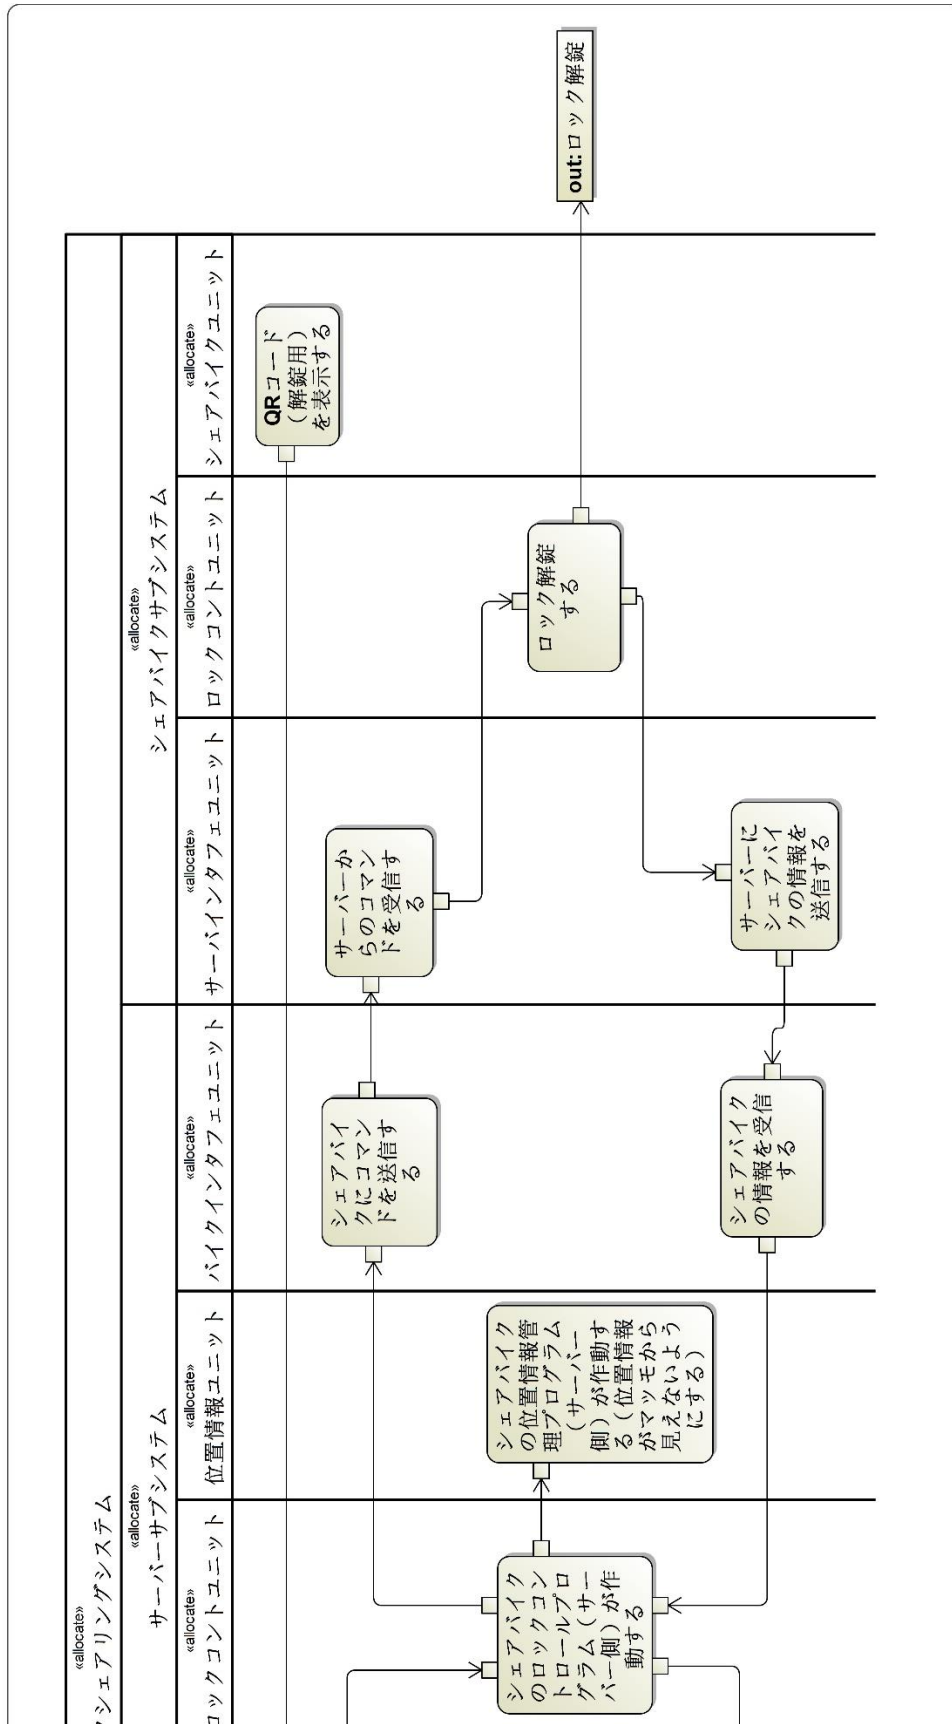 «allocate»
シェアリングシステム
«allocate»
サーバーサブシステム
«allocate»
シェアバイクサブシステム
«allocate»
ロックコントユニット
«allocate»
位置情報ユニット
«allocate»
バイクインタフェユニット
«allocate»
サーバインタフェユニット
«allocate»
ロックコントユニット
«allocate»
シェアバイクユニット
シェアバイク
のロックコン
トロールプロ
グラム(サー
バー側)が作
動する
シェアバイク
の位置情報管
理プログラム
(サーバー
側)が作動す
る(位置情報
がマツモから
見えないよう
にする)
シェアバイ
クにコマン
ドを送信す
る
シェアバイク
の情報を受信
する
サーバーか
らのコマン
ドを受信す
る
サーバーに
シェアバイ
クの情報を
送信する
ロック解錠
する
QRコード
(解錠用)
を表示する
out:ロック解錠